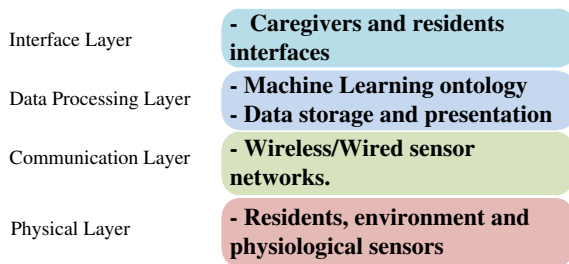 Interface Layer
- Caregivers and residents
interfaces
Data Processing Layer
- Machine Learning ontology
- Data storage and presentation
Communication Layer
- Wireless/Wired sensor
networks.
Physical Layer
- Residents, environment and
physiological sensors